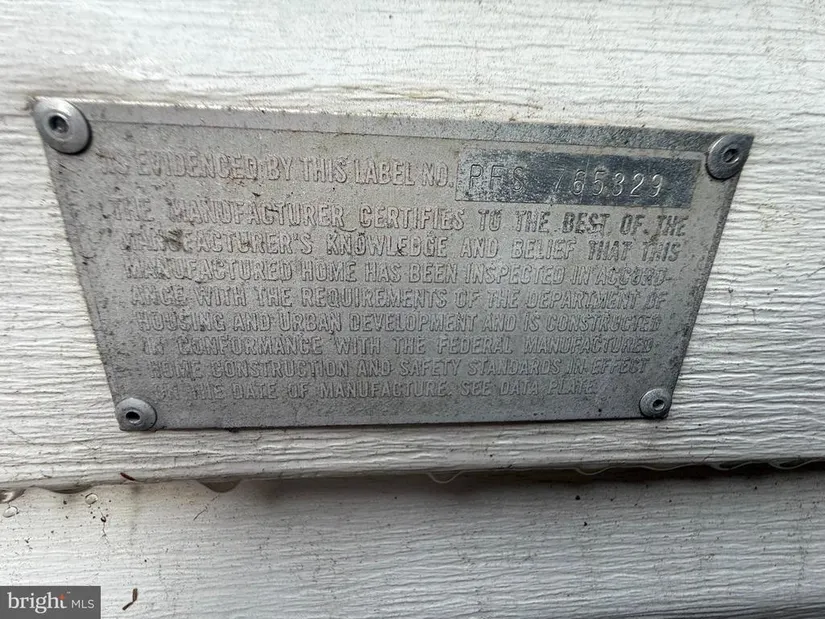 AS EVIDENCED BY THIS LABEL NO. PFS 765329
THE MANUFACTURER CERTIFIES TO THE BEST OF THE
MANUFACTURER'S KNOWLEDGE AND BELIEF THAT THIS
MANUFACTURED HOME HAS BEEN INSPECTED IN ACCORD-
ANCE WITH THE REQUIREMENTS OF THE DEPARTMENT OF
HOUSING AND URBAN DEVELOPMENT AND IS CONSTRUCTED
IN CONFORMANCE WITH THE FEDERAL MANUFACTURED
HOME CONSTRUCTION AND SAFETY STANDARDS IN EFFECT
ON THE DATE OF MANUFACTURE. SEE DATA PLATE
bright MLS